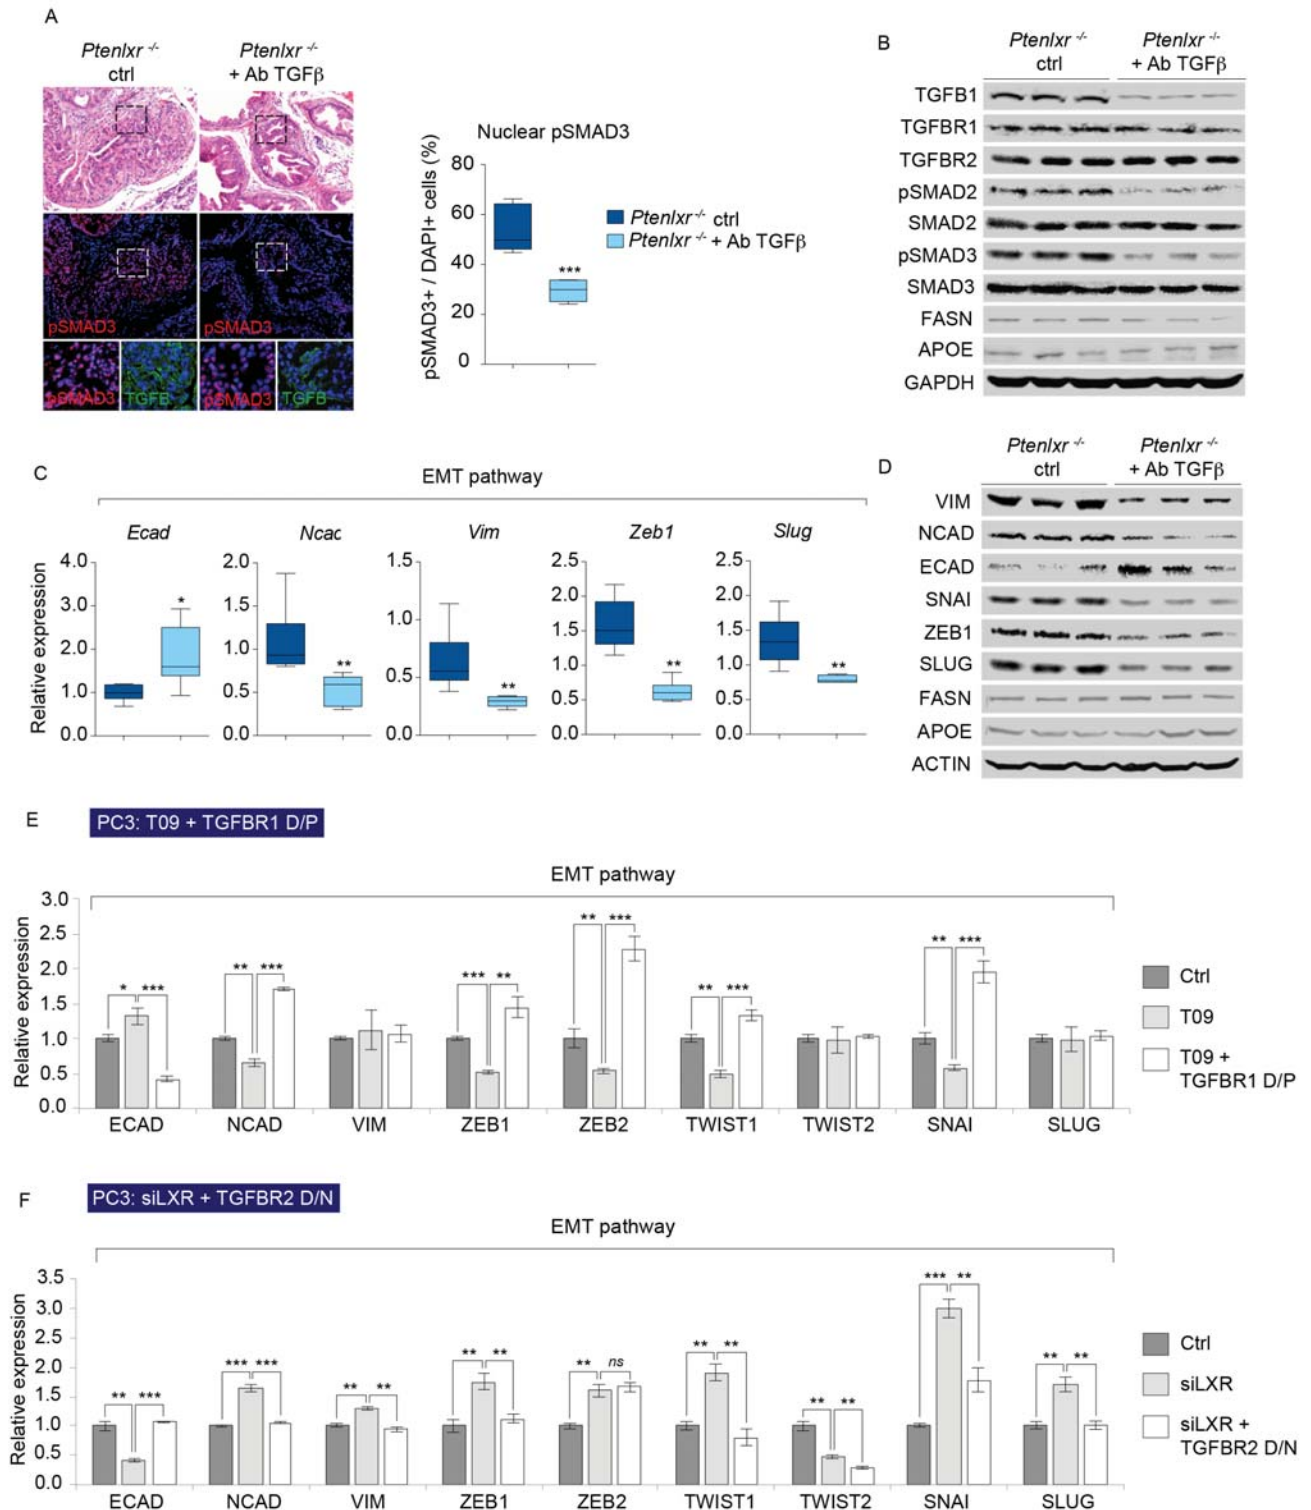 A
Ptenlxr -/-
ctrl
Ptenlxr -/-
+ Ab TGFβ
pSMAD3
pSMAD3
pSMAD3
TGFB
pSMAD3
TGFB
Nuclear pSMAD3
pSMAD3+ / DAPI+ cells (%)
80
60
40
20
0
***
Ptenlxr-/- ctrl
Ptenlxr-/- + Ab TGFβ
B
Ptenlxr -/-
ctrl
Ptenlxr -/-
+ Ab TGFβ
TGFB1
TGFBR1
TGFBR2
pSMAD2
SMAD2
pSMAD3
SMAD3
FASN
APOE
GAPDH
C
EMT pathway
Relative expression
Ecad
4.0
3.0
2.0
1.0
0.0
*
Ncac
2.0
1.5
1.0
0.5
0.0
**
Vim
1.5
1.0
0.5
0.0
**
Zeb1
2.5
2.0
1.5
1.0
0.5
0.0
**
Slug
2.5
2.0
1.5
1.0
0.5
0.0
**
D
Ptenlxr -/-
ctrl
Ptenlxr -/-
+ Ab TGFβ
VIM
NCAD
ECAD
SNAI
ZEB1
SLUG
FASN
APOE
ACTIN
E
PC3: T09 + TGFBR1 D/P
EMT pathway
Relative expression
3.0
2.5
2.0
1.5
1.0
0.5
0.0
* ***
** ***
*** **
** ***
** ***
** ***
ECAD NCAD VIM ZEB1 ZEB2 TWIST1 TWIST2 SNAI SLUG
Ctrl
T09
T09 +
TGFBR1 D/P
F
PC3: siLXR + TGFBR2 D/N
EMT pathway
Relative expression
3.5
3.0
2.5
2.0
1.5
1.0
0.5
0.0
** ***
*** ***
** **
** **
** ns
** **
** **
*** **
** **
ECAD NCAD VIM ZEB1 ZEB2 TWIST1 TWIST2 SNAI SLUG
Ctrl
siLXR
siLXR +
TGFBR2 D/N